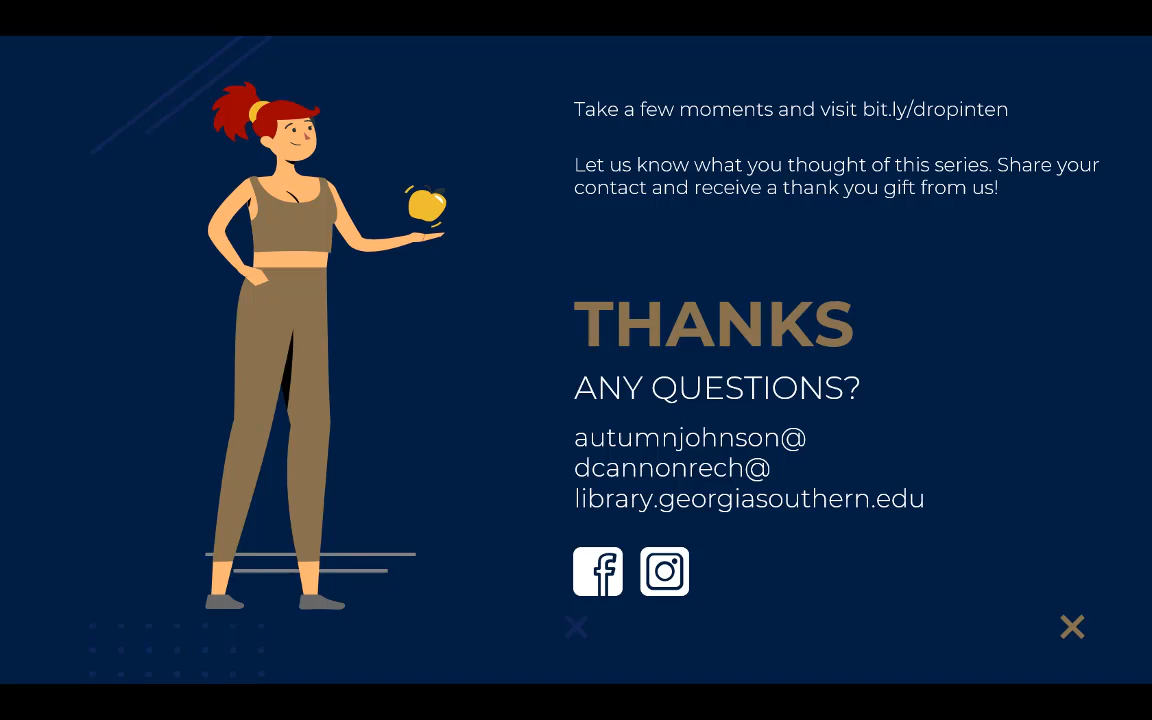 Take a few moments and visit bit.ly/dropinten
Let us know what you thought of this series. Share your
contact and receive a thank you gift from us!
THANKS
ANY QUESTIONS?
autumnjohnson@
dcannonrech@
library.georgiasouthern.edu